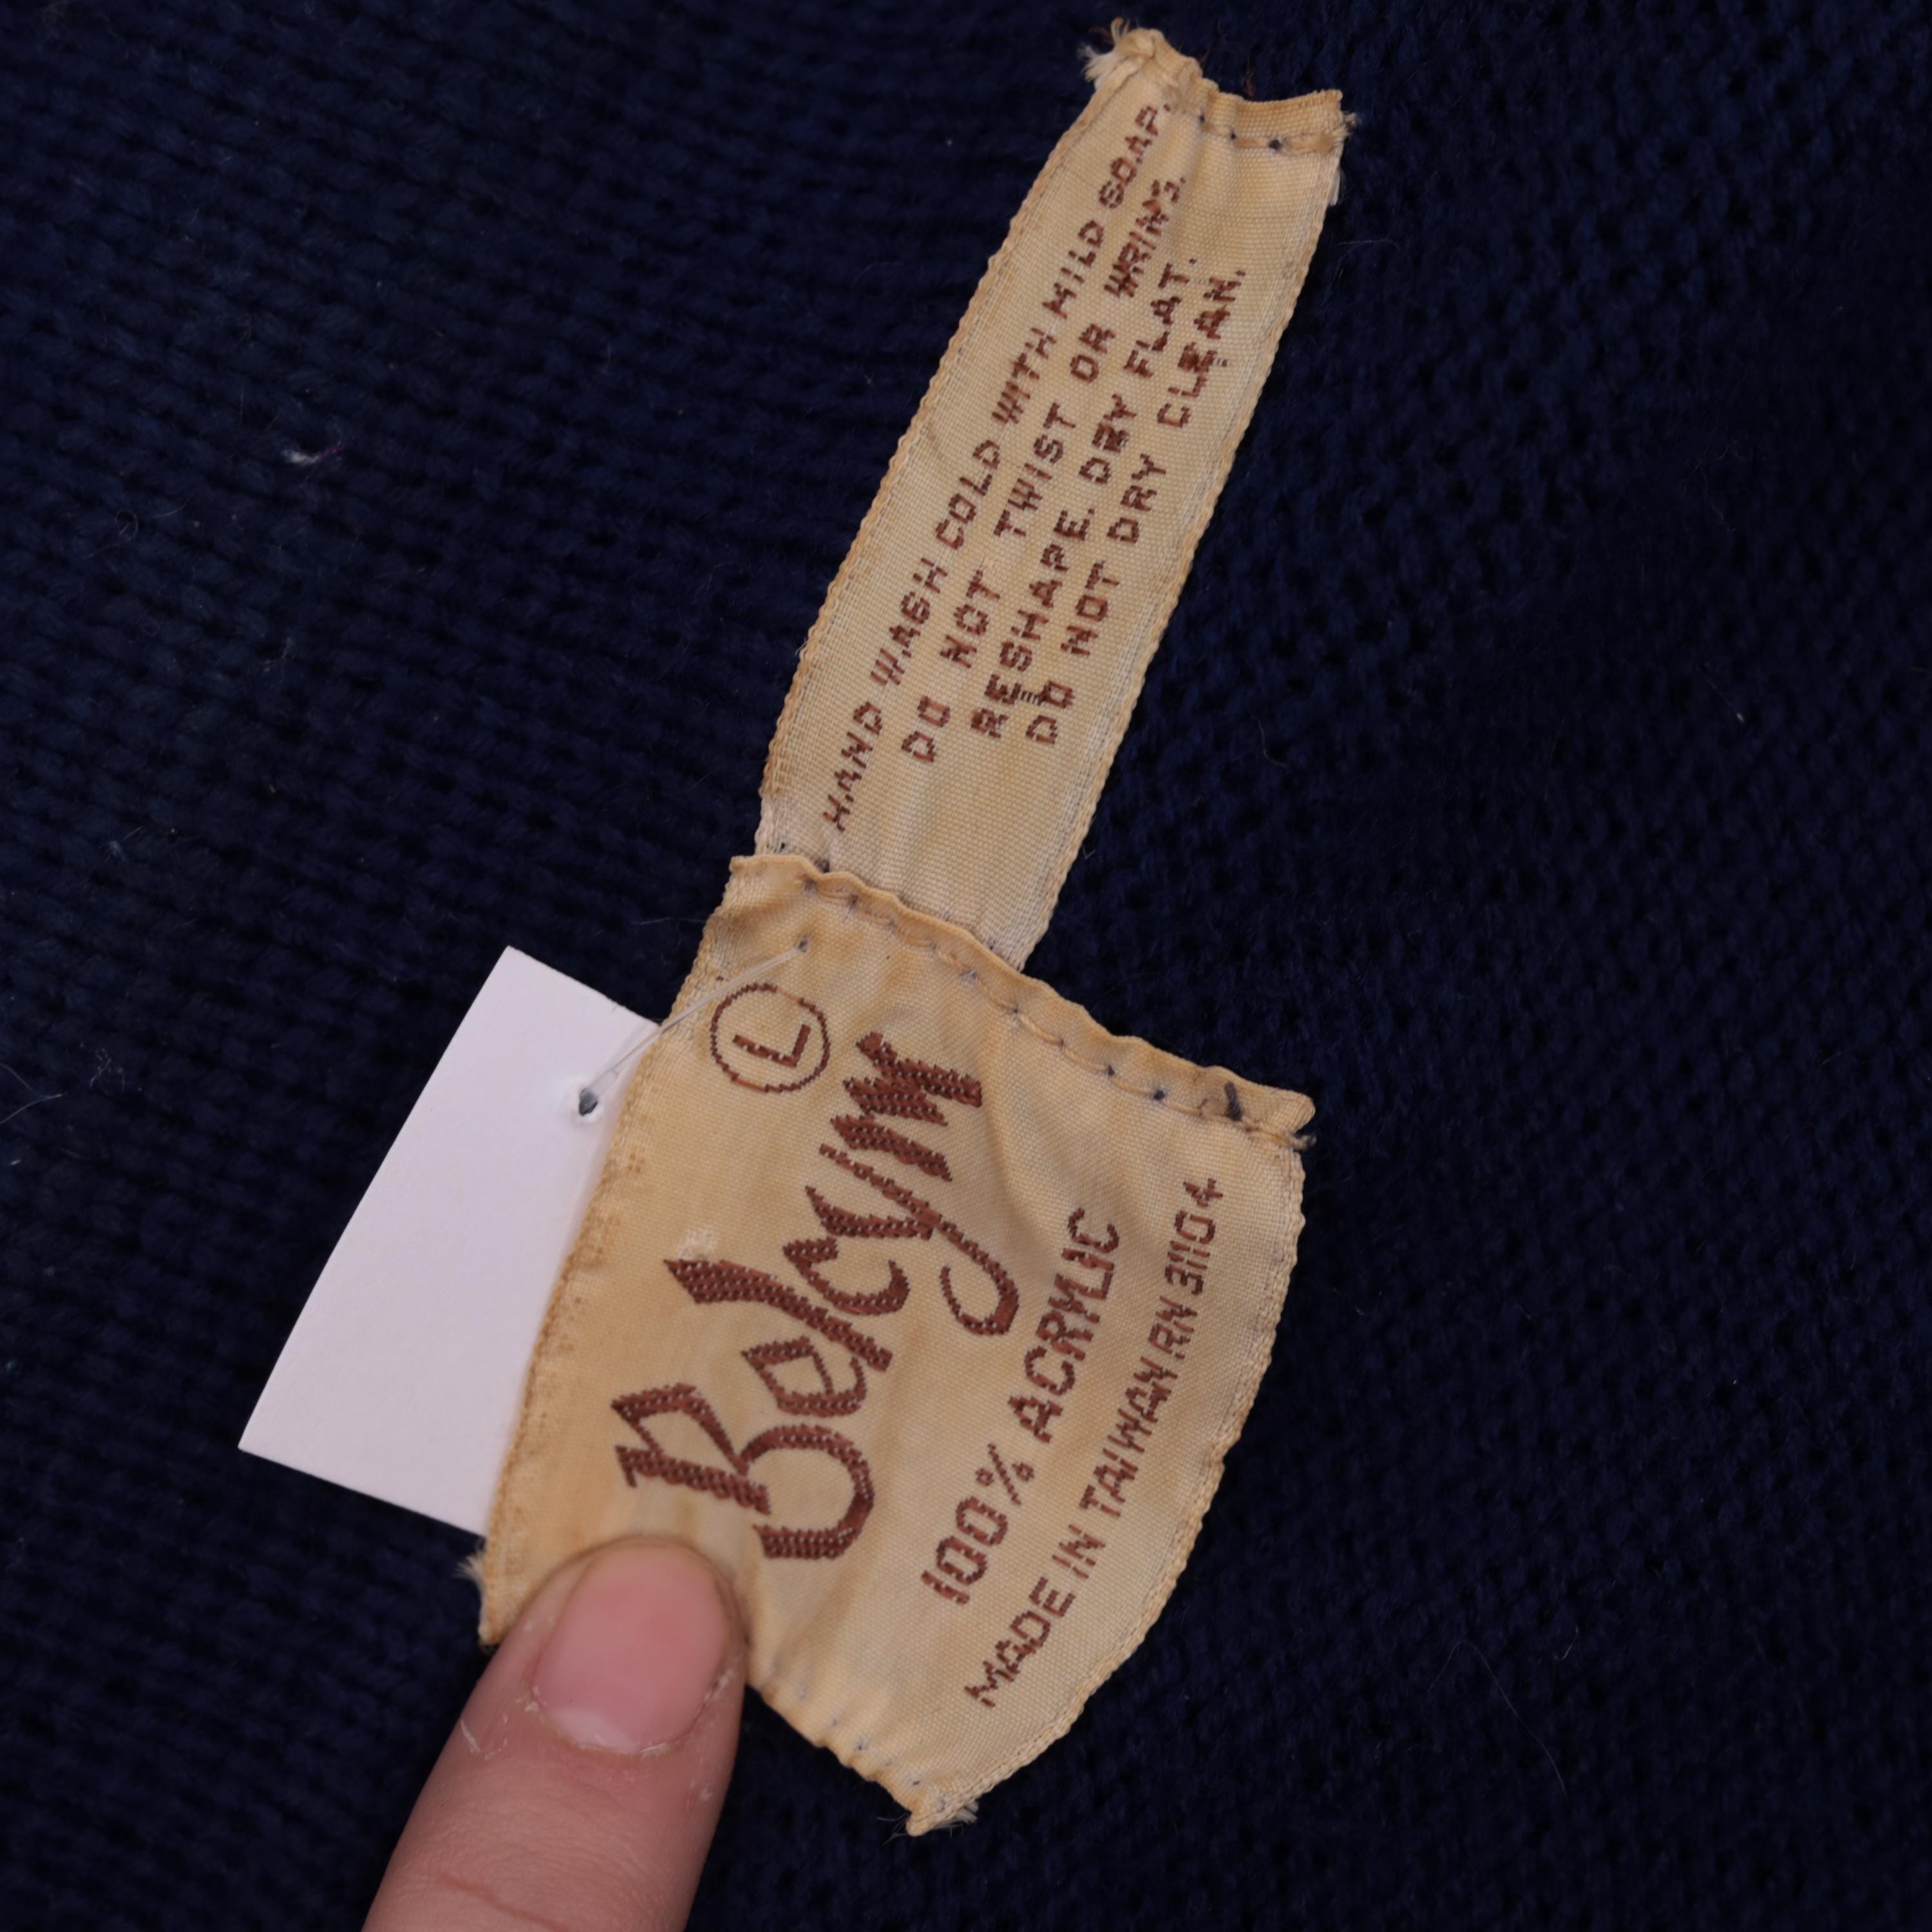 HAND WASH COLD WITH MILD SOAP.
DO NOT TWIST OR WRING.
RESHAPE. DRY FLAT.
DO NOT DRY CLEAN.
L
Belcym
100% ACRYLIC
MADE IN TAIWAN RN 31104